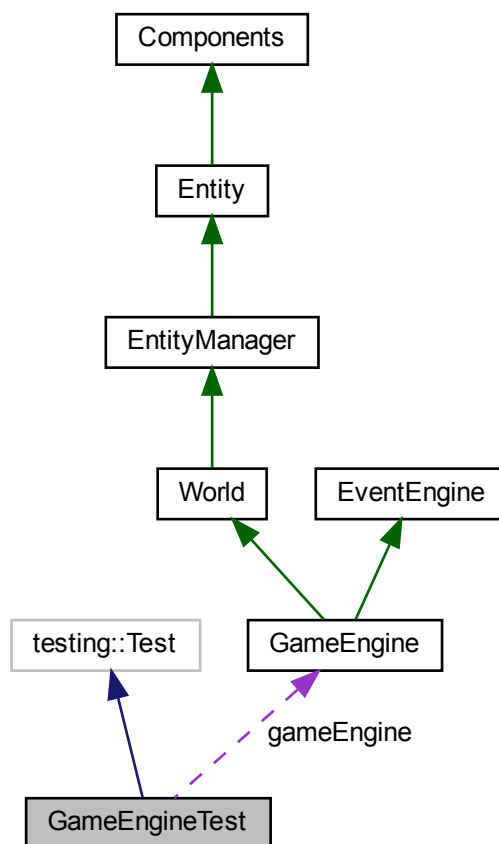 Components
Entity
EntityManager
World
EventEngine
testing::Test
GameEngine
gameEngine
GameEngineTest